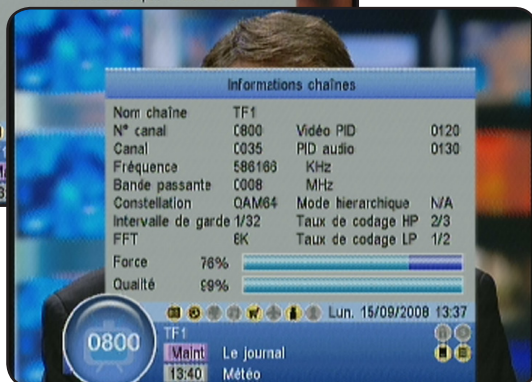 Informations chaînes
Nom chaîne TF1
N° canal 0800 Vidéo PID 0120
Canal 0035 PID audio 0130
Fréquence 586166 KHz
Bande passante 0008 MHz
Constellation QAM64 Mode hierarchique N/A
Intervalle de garde 1/32 Taux de codage HP 2/3
FFT 8K Taux de codage LP 1/2
Force 76%
Qualité 99%
Lun. 15/09/2008 13:37
0800
TF1
Maint Le journal
13:40 Météo